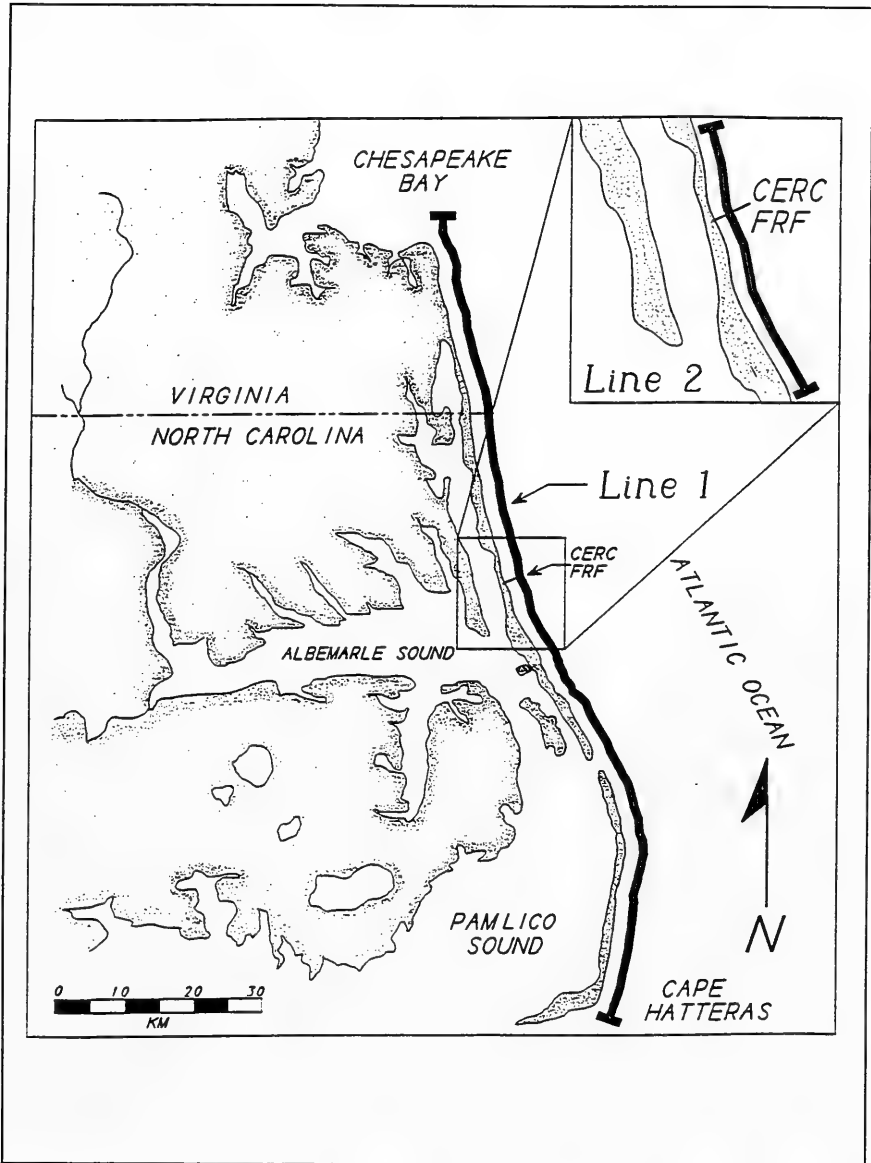 CHESAPEAKE
BAY
CERC
FRF
Line 2
VIRGINIA
NORTH CAROLINA
Line 1
CERC
FRF
ATLANTIC OCEAN
ALBEMARLE SOUND
PAMLICO
SOUND
N
CAPE
HATTERAS
0 10 20 30
KM